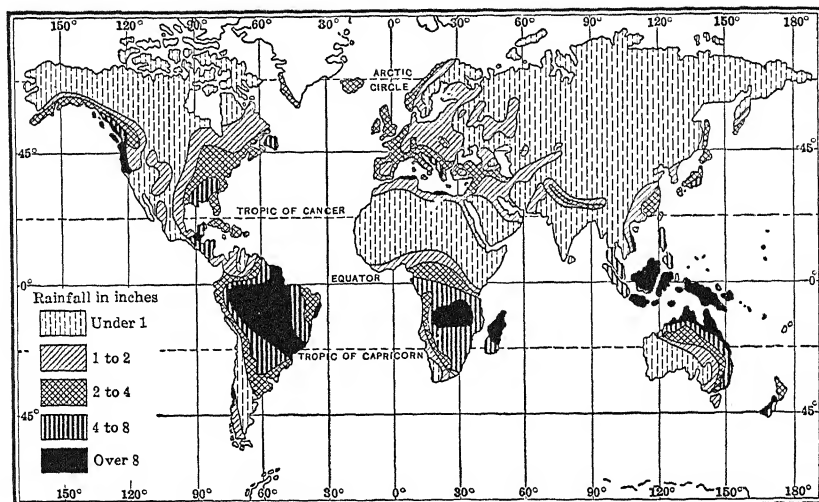 150° 120° 90° 60° 30° 0° 30° 60° 90° 120° 150° 180°
ARCTIC
CIRCLE
45° 45°
TROPIC OF CANCER
EQUATOR
0° 0°
Rainfall in inches
Under 1
1 to 2
TROPIC OF CAPRICORN
2 to 4
45° 45°
4 to 8
Over 8
150° 120° 90° 60° 30° 0° 30° 60° 90° 120° 150° 180°